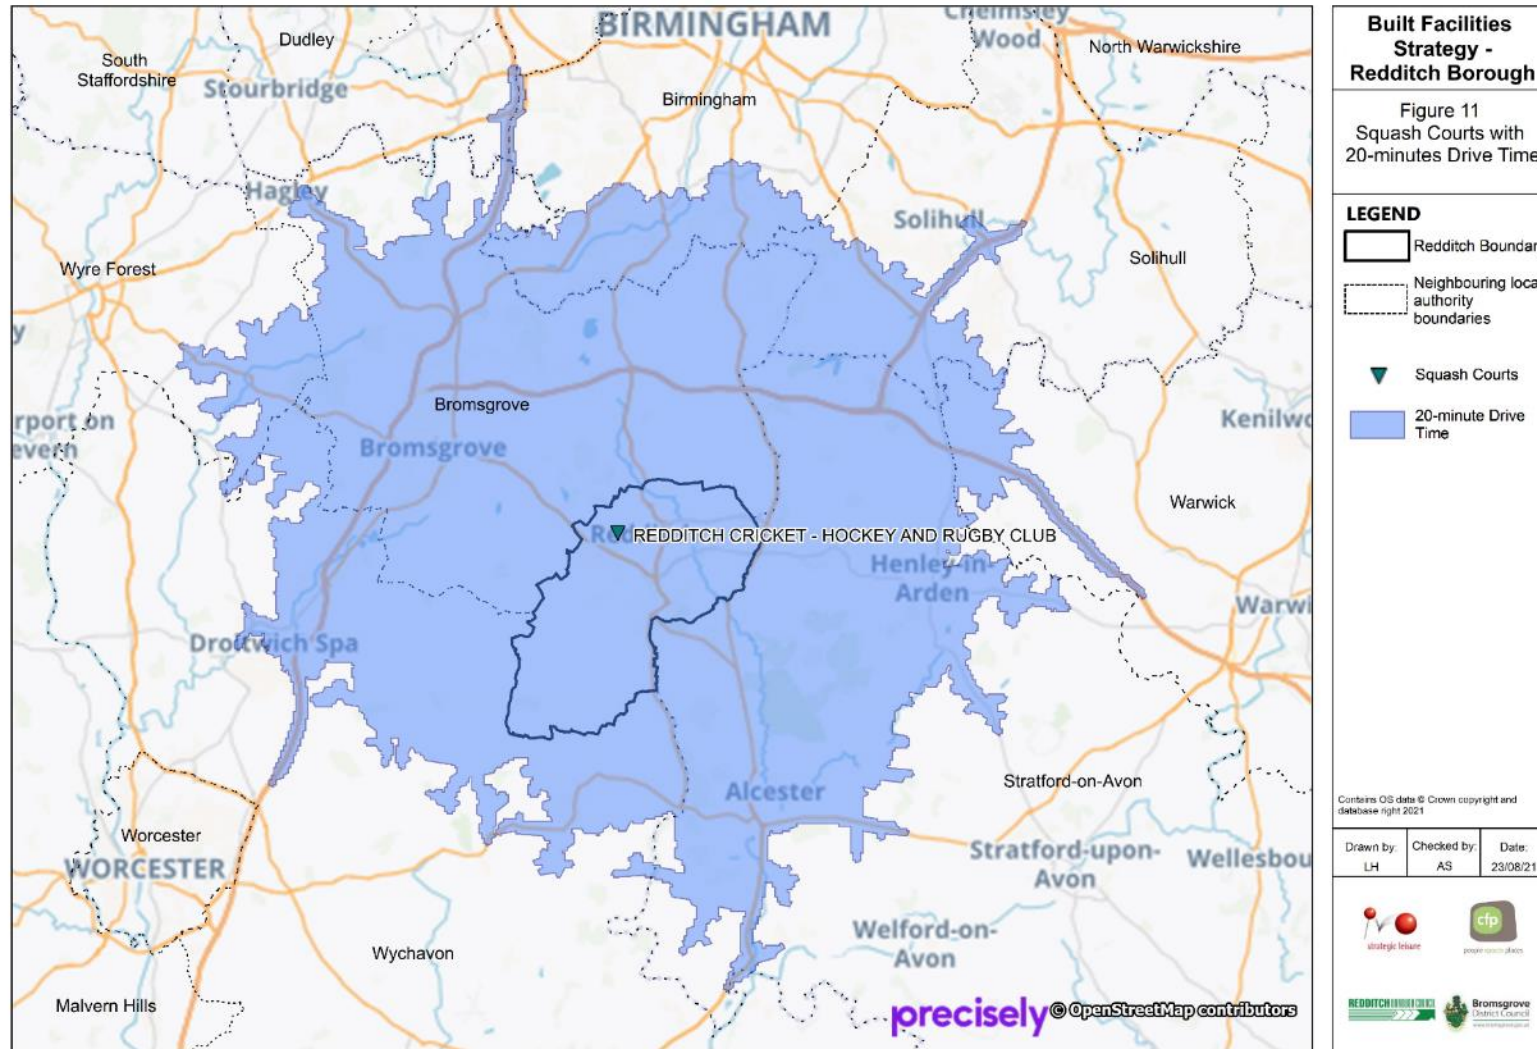 BIRMINGHAM
Chelmsley
Wood
Dudley
North Warwickshire
South
Staffordshire
Stourbridge
Birmingham
Hagley
Solihull
Solihull
Wyre Forest
y
Bromsgrove
rport on
evern
Bromsgrove
Kenilwo
Warwick
REDDITCH CRICKET - HOCKEY AND RUGBY CLUB
Henley-in-
Arden
Warwi
Droitwich Spa
Alcester
Stratford-on-Avon
Worcester
WORCESTER
Stratford-upon-
Avon
Wellesbou
Welford-on-
Avon
Wychavon
Malvern Hills
precisely
© OpenStreetMap contributors
Built Facilities
Strategy -
Redditch Borough
Figure 11
Squash Courts with
20-minutes Drive Time
LEGEND
Redditch Boundar
Neighbouring loca
authority
boundaries
Squash Courts
20-minute Drive
Time
Contains OS data © Crown copyright and
database right 2021
Drawn by:
LH
Checked by:
AS
Date:
23/08/21
strategic leisure
cfp
people places
REDDITCH BOROUGH COUNCIL
Bromsgrove
District Council